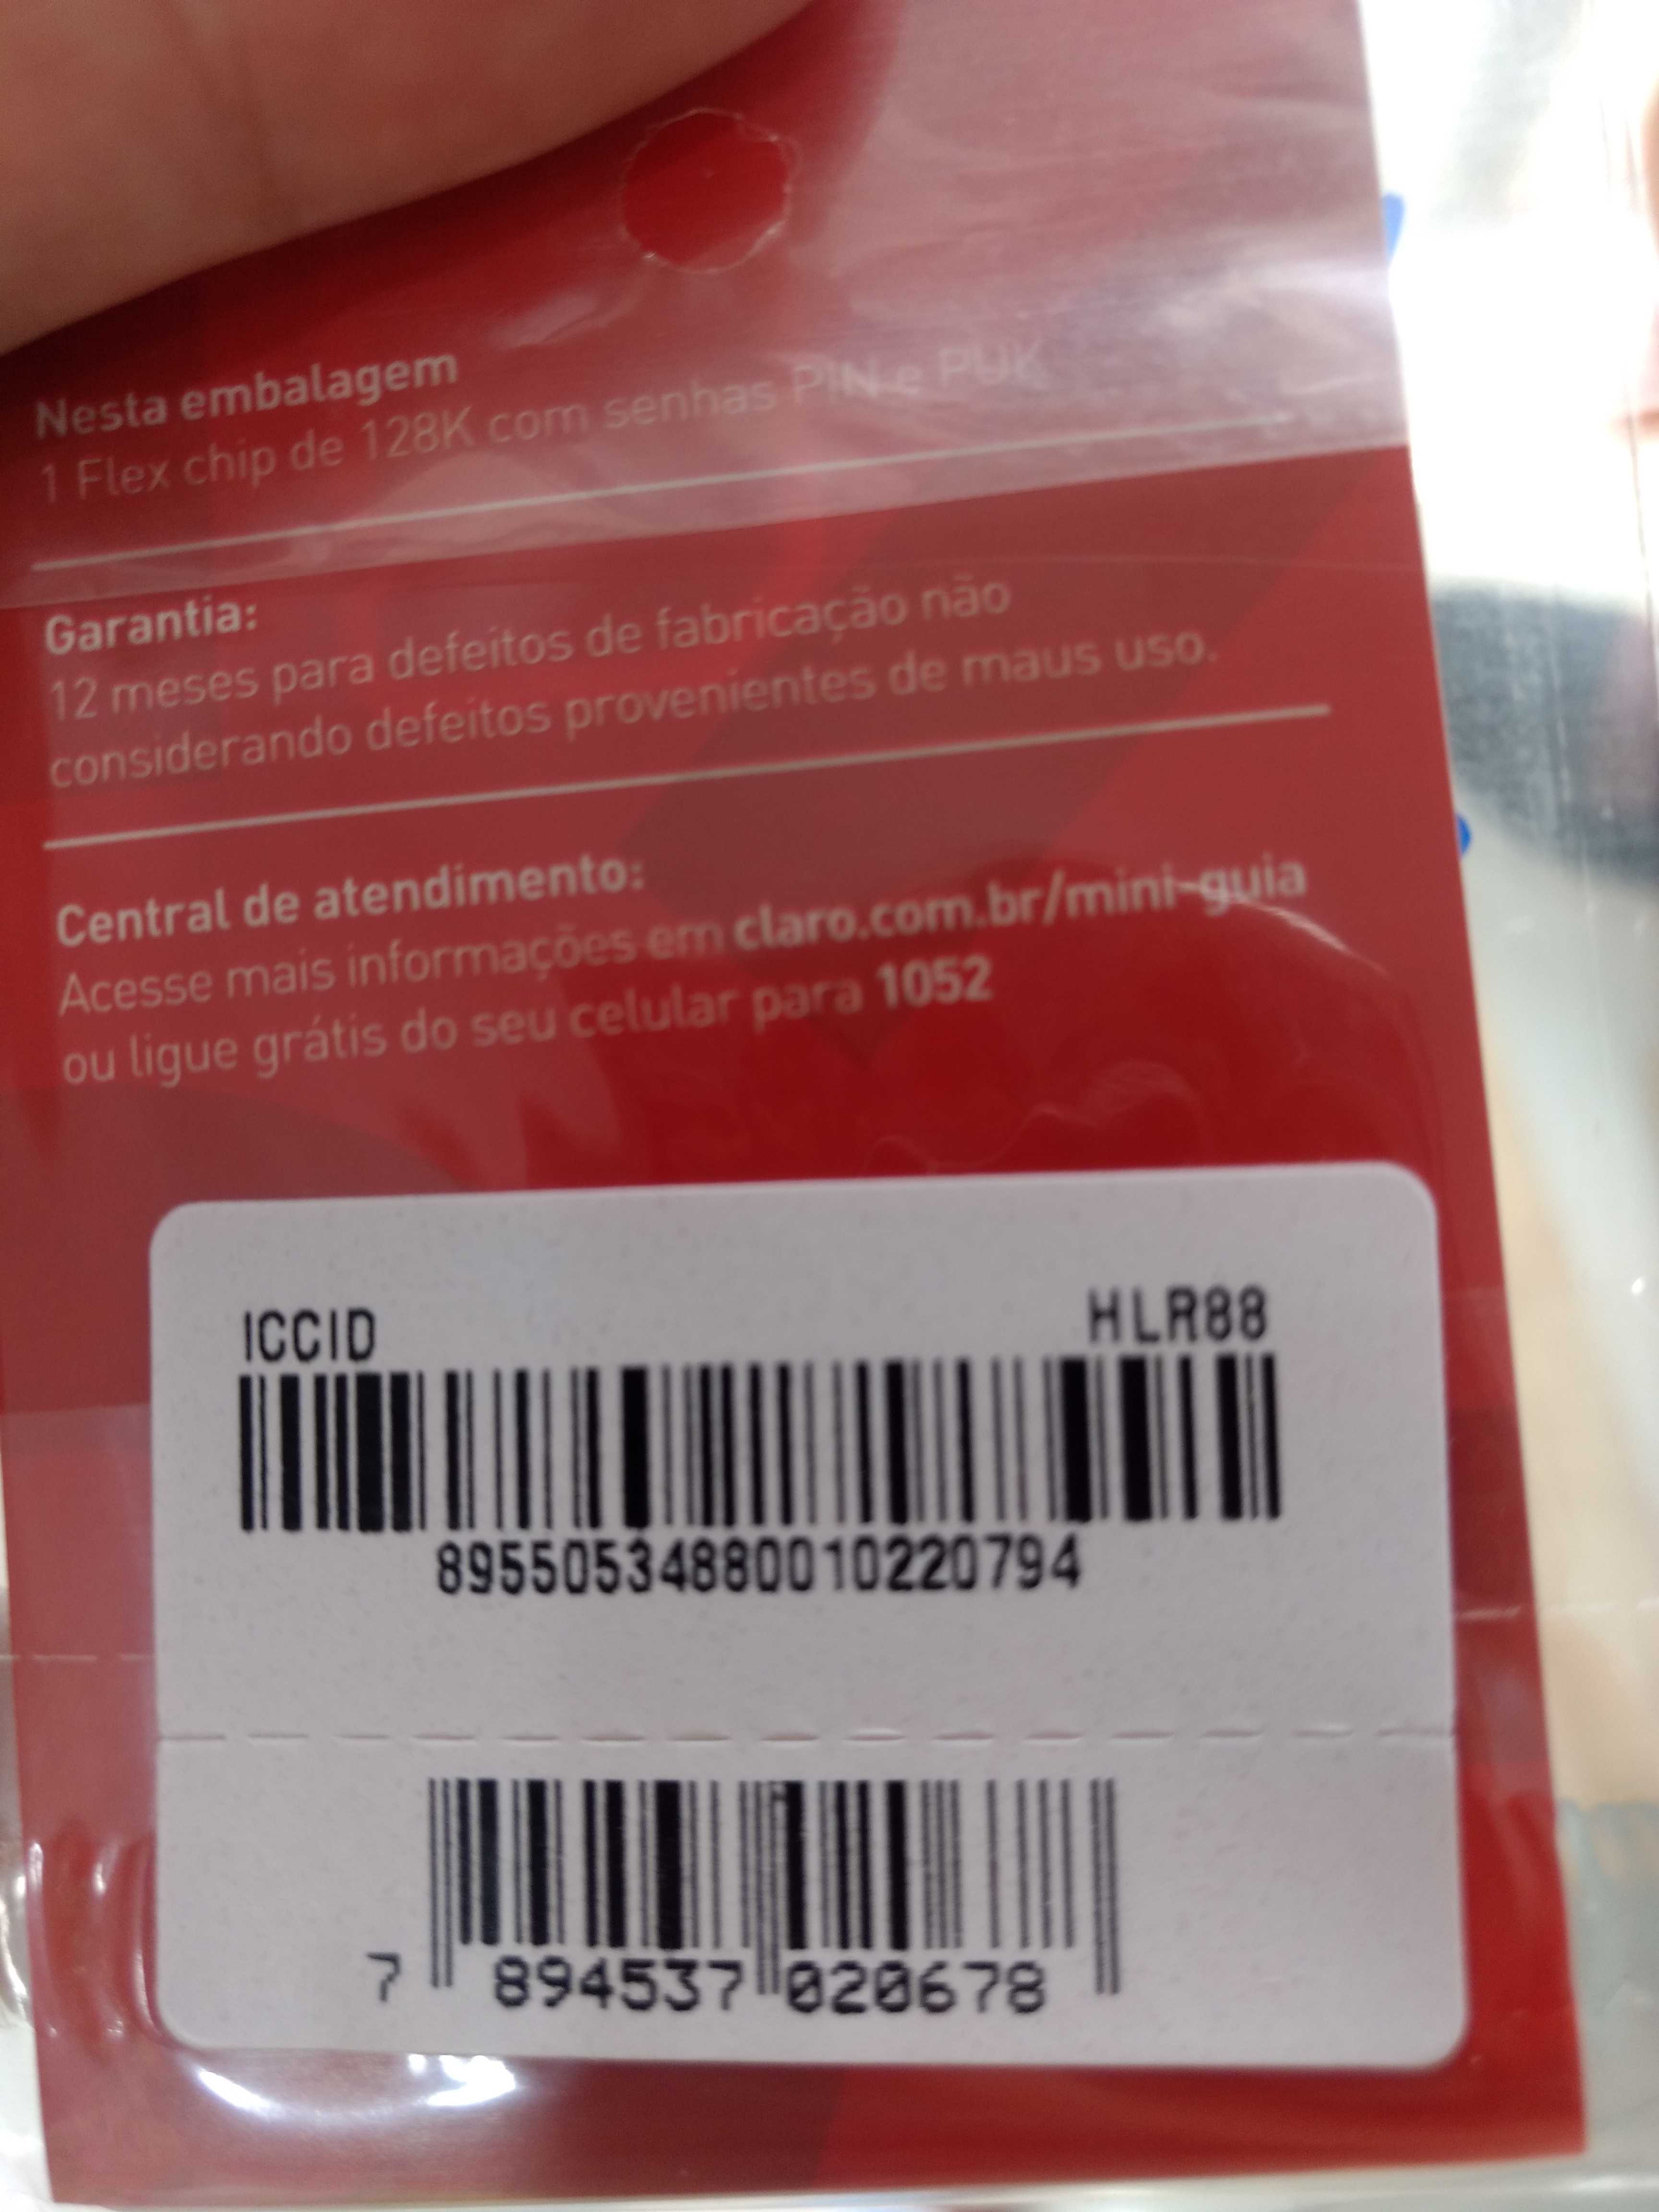 Nesta embalagem
1 Flex chip de 128K com senhas PIN e PUK
Garantia:
12 meses para defeitos de fabricação não
considerando defeitos provenientes de maus uso.
Central de atendimento:
Acesse mais informações em claro.com.br/mini-guia
ou ligue grátis do seu celular para 1052
ICCID HLR88
89550534880010220794
7 894537 020678